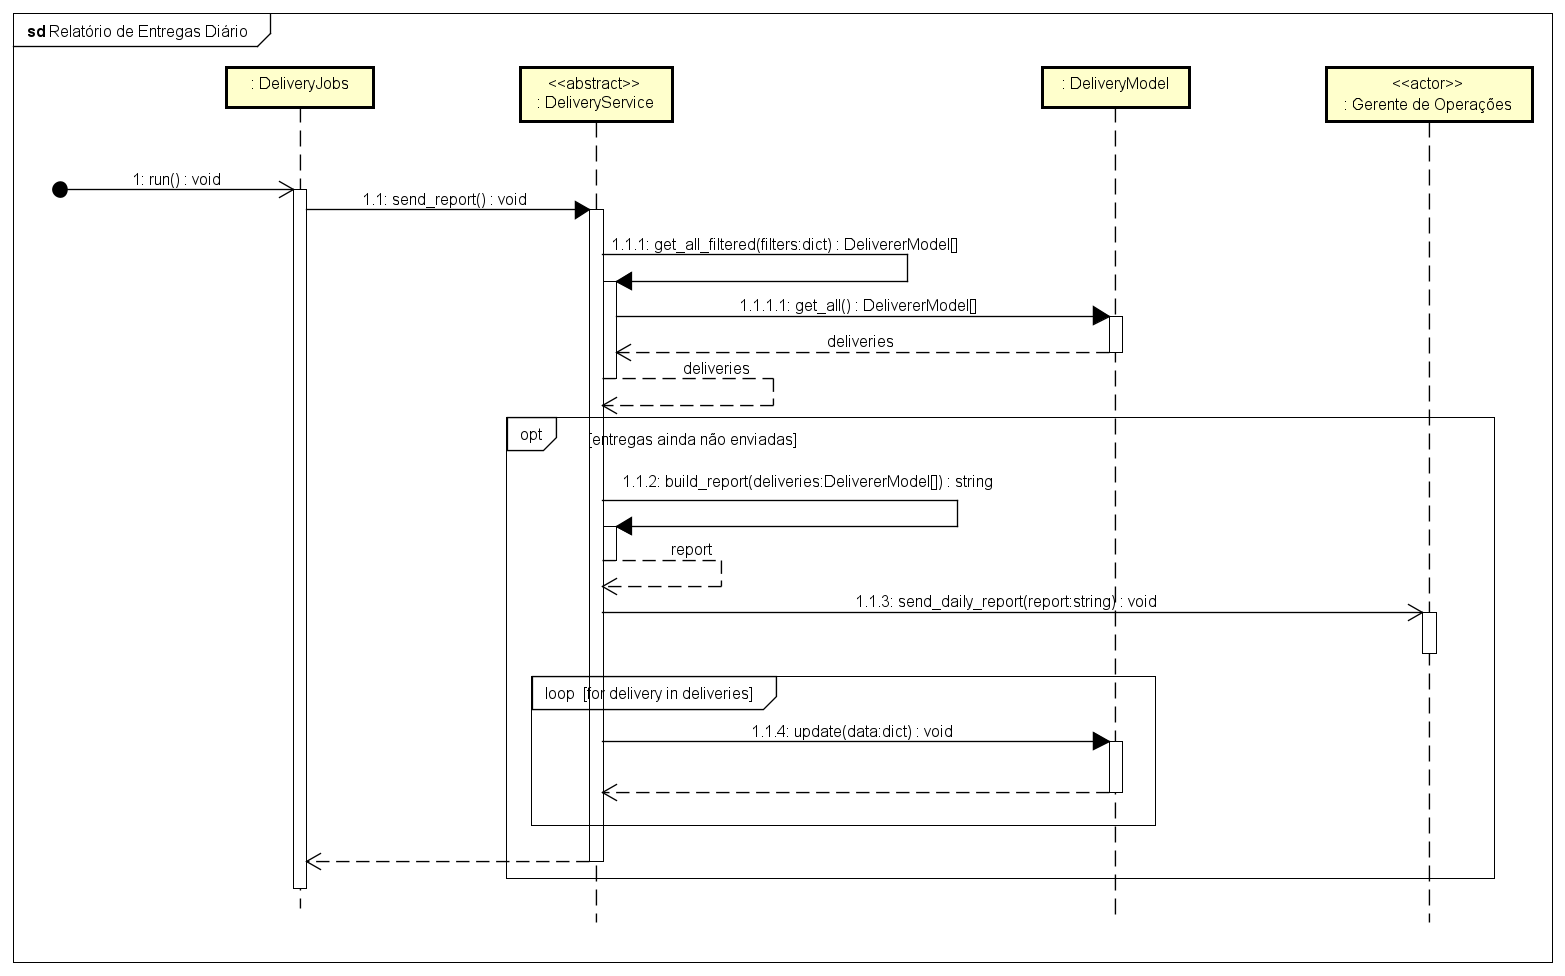 sd Relatório de Entregas Diário
: DeliveryJobs
<<abstract>>
: DeliveryService
: DeliveryModel
<<actor>>
: Gerente de Operações
1: run() : void
1.1: send_report() : void
1.1.1: get_all_filtered(filters:dict) : DelivererModel[]
1.1.1.1: get_all() : DelivererModel[]
deliveries
deliveries
opt
[entregas ainda não enviadas]
1.1.2: build_report(deliveries:DelivererModel[]) : string
report
1.1.3: send_daily_report(report:string) : void
loop [for delivery in deliveries]
1.1.4: update(data:dict) : void